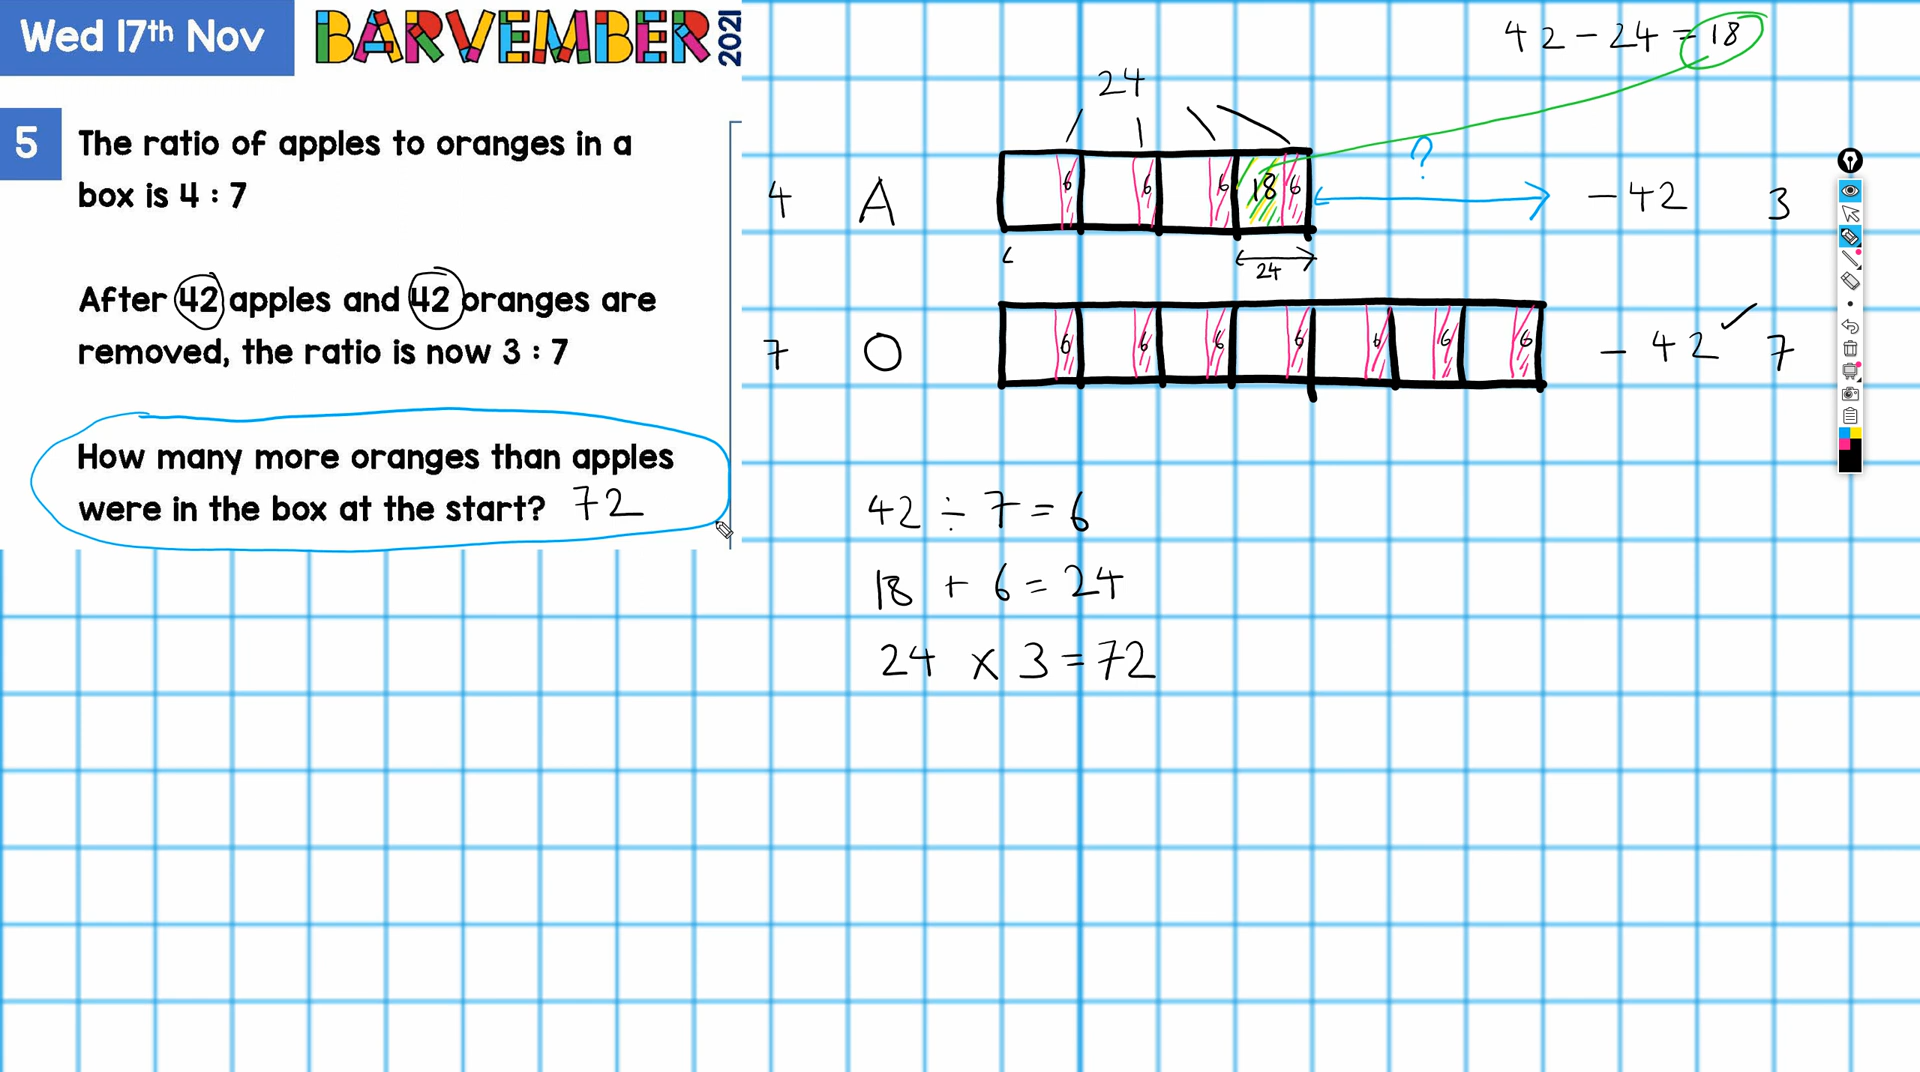 Wed 17th Nov
BARVEMBER 2021
42 - 24 = 18
24
5
The ratio of apples to oranges in a
box is 4 : 7
4 A 6 6 6 18 6 ? - 42 3
24
After 42 apples and 42 oranges are
removed, the ratio is now 3 : 7
7 O 6 6 6 6 6 6 6 - 42 ✓ 7
How many more oranges than apples
were in the box at the start? 72
42 ÷ 7 = 6
18 + 6 = 24
24 x 3 = 72